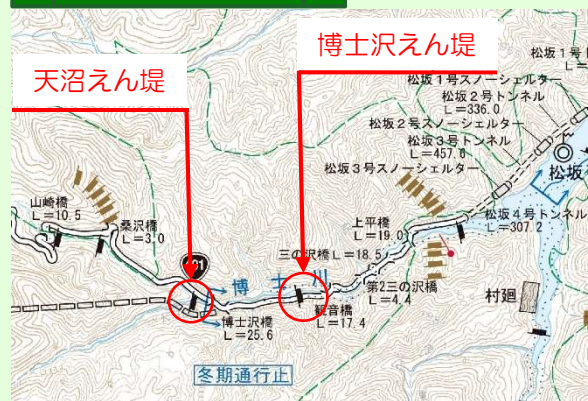 博士沢えん堤
天沼えん堤
松坂1号スノーシェルター
松坂2号トンネル
L=336.0
松坂2号スノーシェルター
松坂3号トンネル
L=457.6
松坂3号スノーシェルター
松坂
山崎橋
L=10.5
桑沢橋
L=3.0
上平橋
L=19.0
松坂4号トンネル
L=307.2
三の沢橋L=18.5
博士川
第2三の沢橋
L=4.4
村廻
観音橋
L=17.4
博士沢橋
L=25.6
冬期通行止